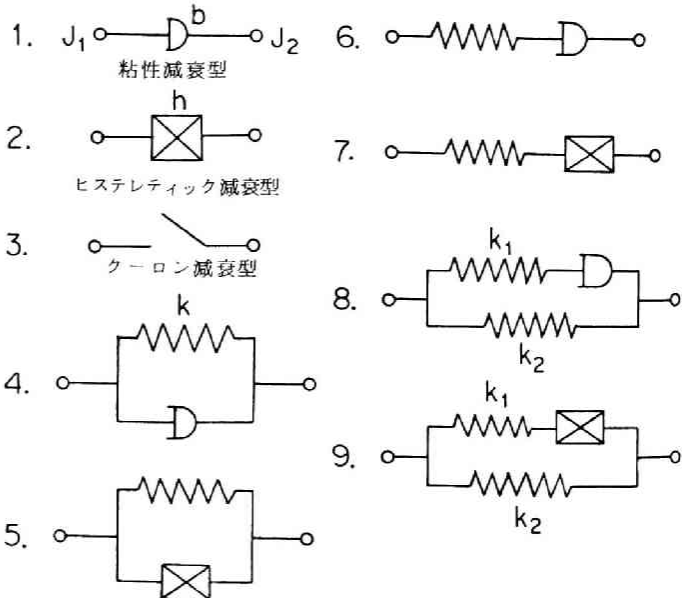 1. J₁ b J₂
粘性減衰型
2. h
ヒステレティック減衰型
3.
クーロン減衰型
4. k
5.
6.
7.
8. k₁
k₂
9. k₁
k₂